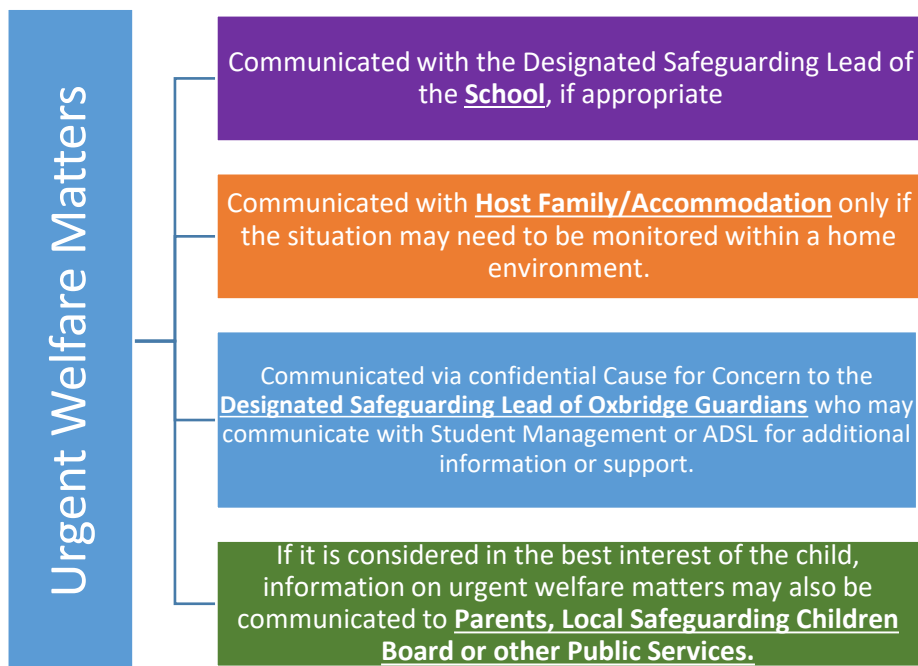 Urgent Welfare Matters
Communicated with the Designated Safeguarding Lead of
the School, if appropriate
Communicated with Host Family/Accommodation only if
the situation may need to be monitored within a home
environment.
Communicated via confidential Cause for Concern to the
Designated Safeguarding Lead of Oxbridge Guardians who may
communicate with Student Management or ADSL for additional
information or support.
If it is considered in the best interest of the child,
information on urgent welfare matters may also be
communicated to Parents, Local Safeguarding Children
Board or other Public Services.